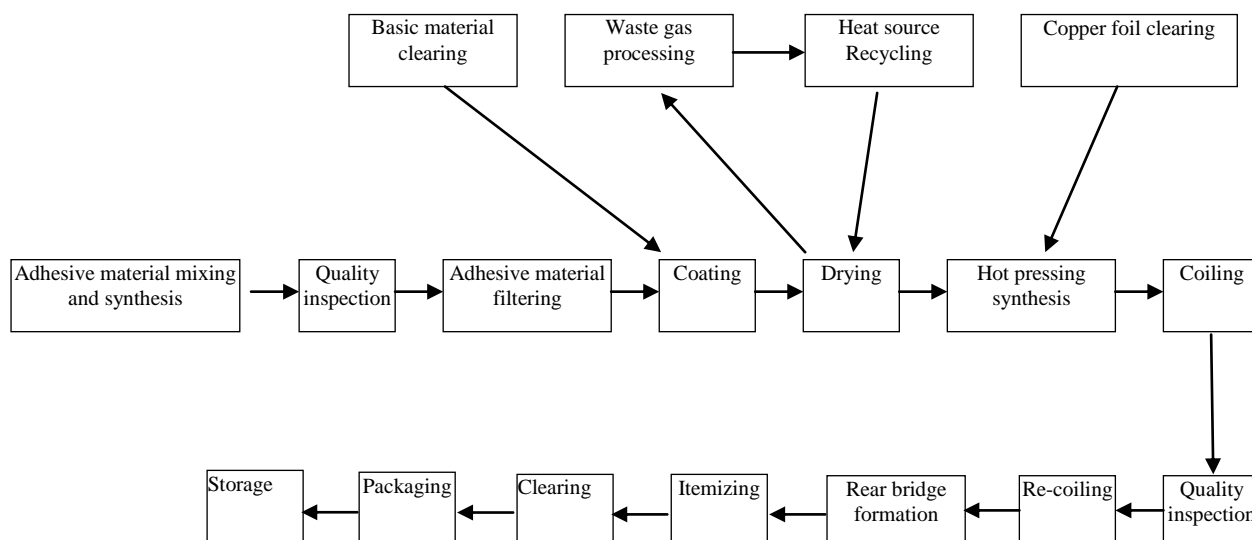 Basic material
clearing
Waste gas
processing
Heat source
Recycling
Copper foil clearing
Adhesive material mixing
and synthesis
Quality
inspection
Adhesive material
filtering
Coating
Drying
Hot pressing
synthesis
Coiling
Storage
Packaging
Clearing
Itemizing
Rear bridge
formation
Re-coiling
Quality
inspection